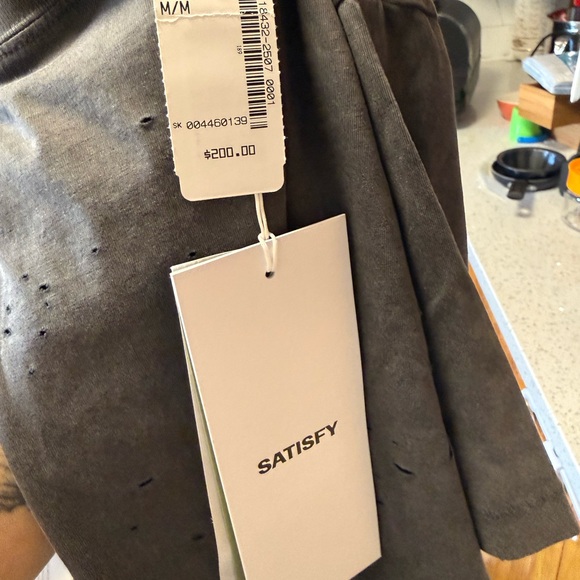 M/M
18432-2507 0001
SK 004460139
$200.00
SATISFY